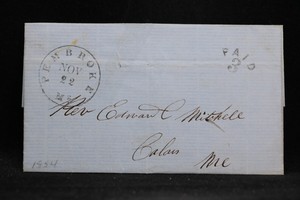 PEMBROKE Me
NOV
22
PAID
3
Rev Edward Mitchell
Calais
Me
1854